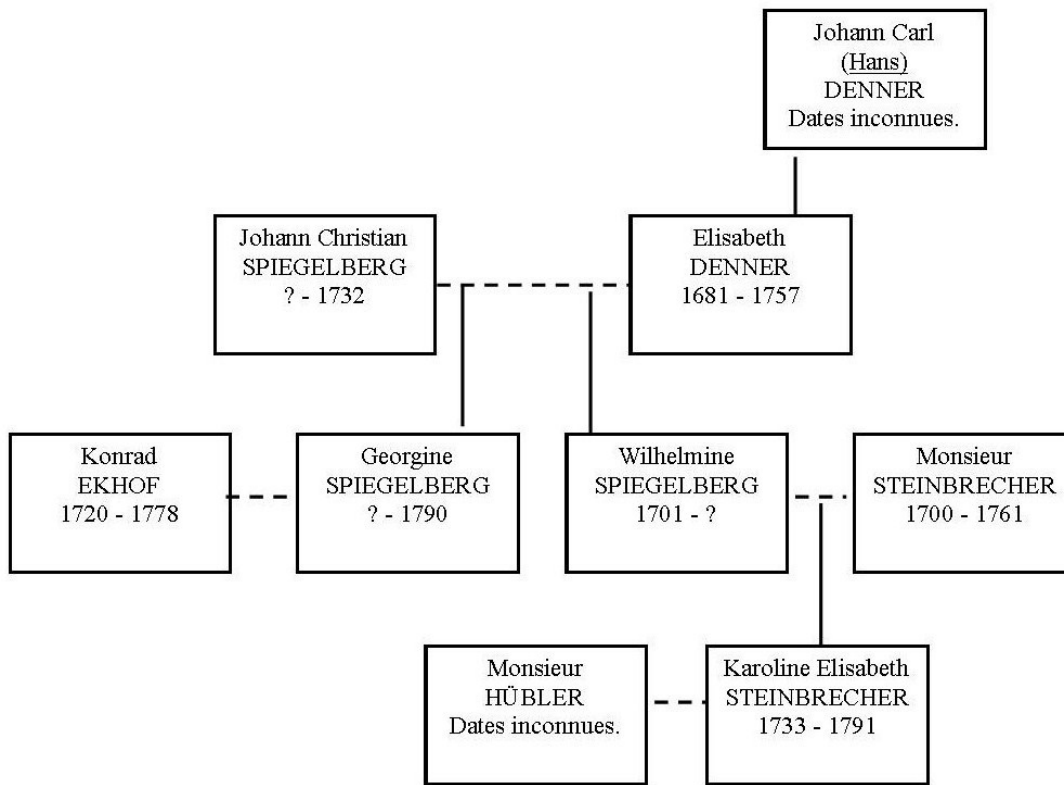 Johann Carl
(Hans)
DENNER
Dates inconnues.
Johann Christian
SPIEGELBERG
? - 1732
Elisabeth
DENNER
1681 - 1757
Konrad
EKHOF
1720 - 1778
Georgine
SPIEGELBERG
? - 1790
Wilhelmine
SPIEGELBERG
1701 - ?
Monsieur
STEINBRECHER
1700 - 1761
Monsieur
HÜBLER
Dates inconnues.
Karoline Elisabeth
STEINBRECHER
1733 - 1791